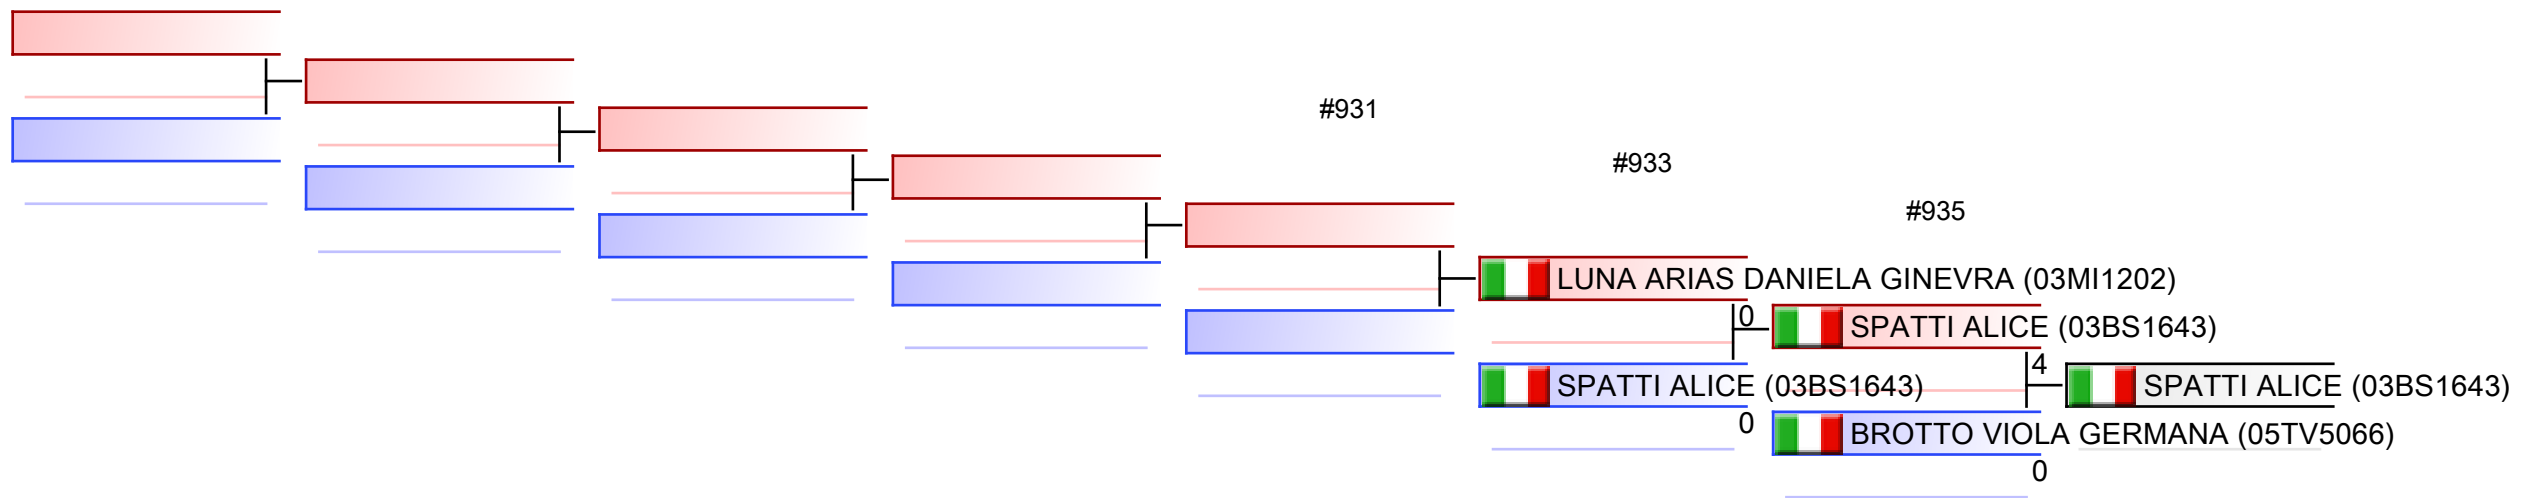 #931
#933
#935
LUNA ARIAS DANIELA GINEVRA (03MI1202)
0
SPATTI ALICE (03BS1643)
4
SPATTI ALICE (03BS1643)
SPATTI ALICE (03BS1643)
0
BROTTO VIOLA GERMANA (05TV5066)
0